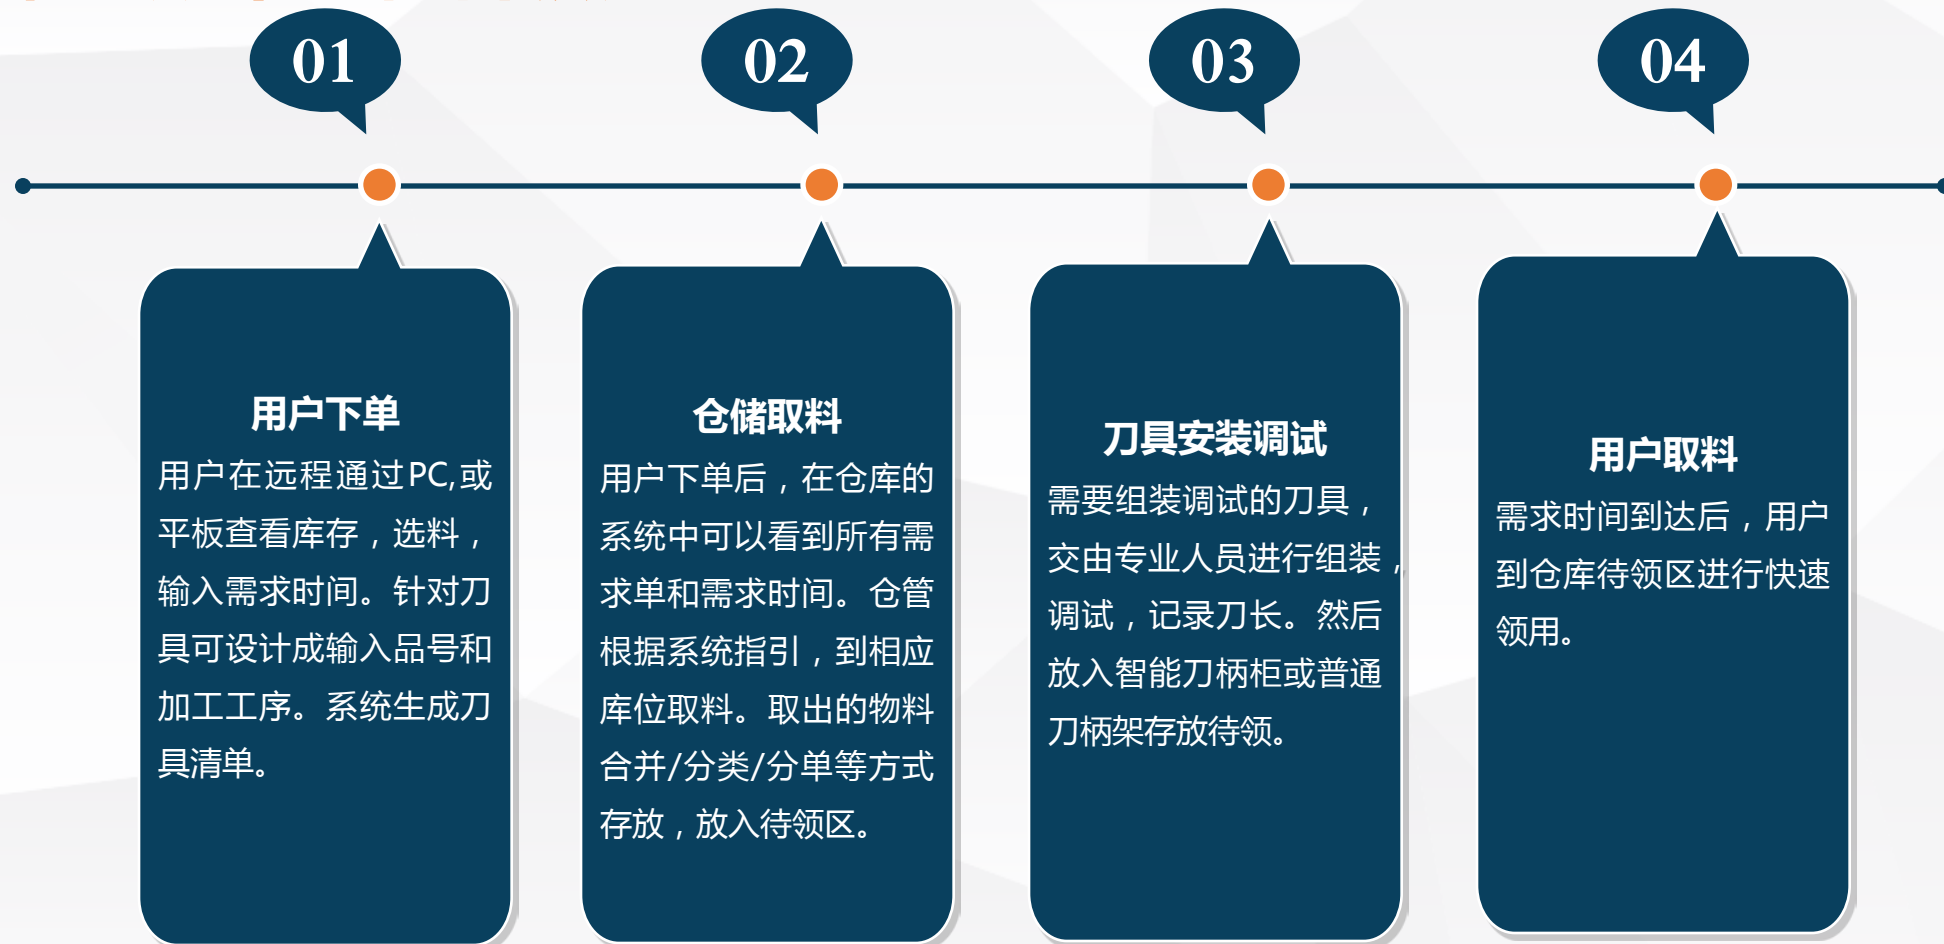 01
02
03
04
用户下单
用户在远程通过PC,或
平板查看库存，选料，
输入需求时间。针对刀
具可设计成输入品号和
加工工序。系统生成刀
具清单。
仓储取料
用户下单后，在仓库的
系统中可以看到所有需
求单和需求时间。仓管
根据系统指引，到相应
库位取料。取出的物料
合并/分类/分单等方式
存放，放入待领区。
刀具安装调试
需要组装调试的刀具，
交由专业人员进行组装，
调试，记录刀长。然后
放入智能刀柄柜或普通
刀柄架存放待领。
用户取料
需求时间到达后，用户
到仓库待领区进行快速
领用。